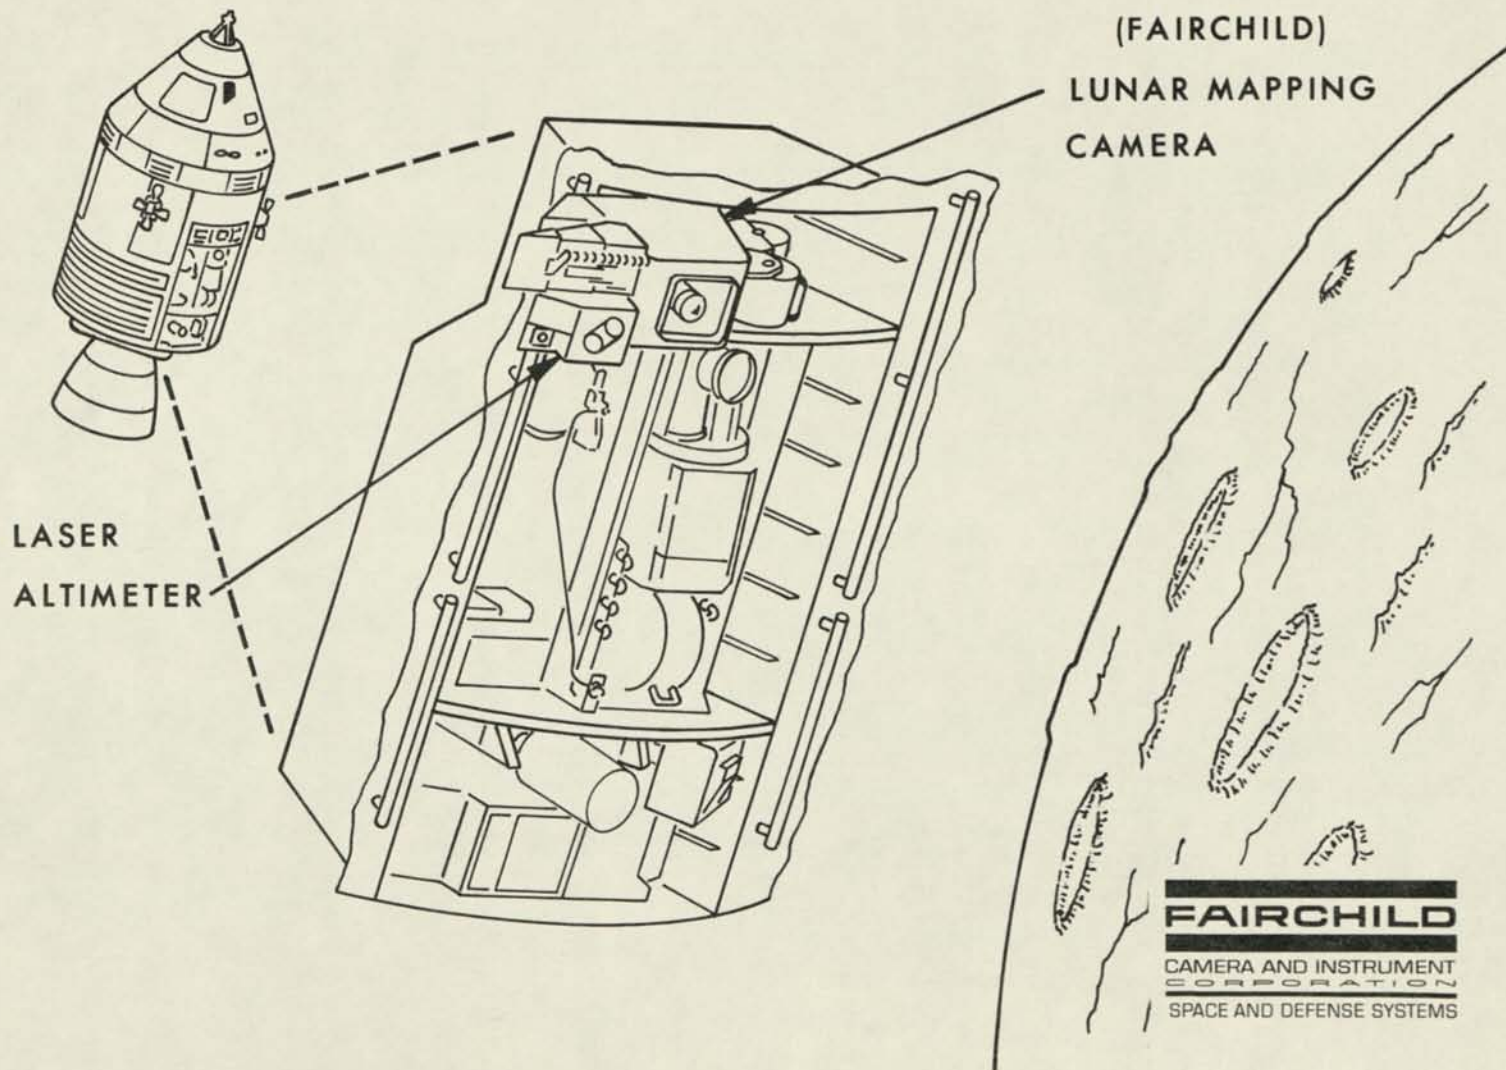 (FAIRCHILD)
LUNAR MAPPING
CAMERA
LASER
ALTIMETER
FAIRCHILD
CAMERA AND INSTRUMENT
CORPORATION
SPACE AND DEFENSE SYSTEMS